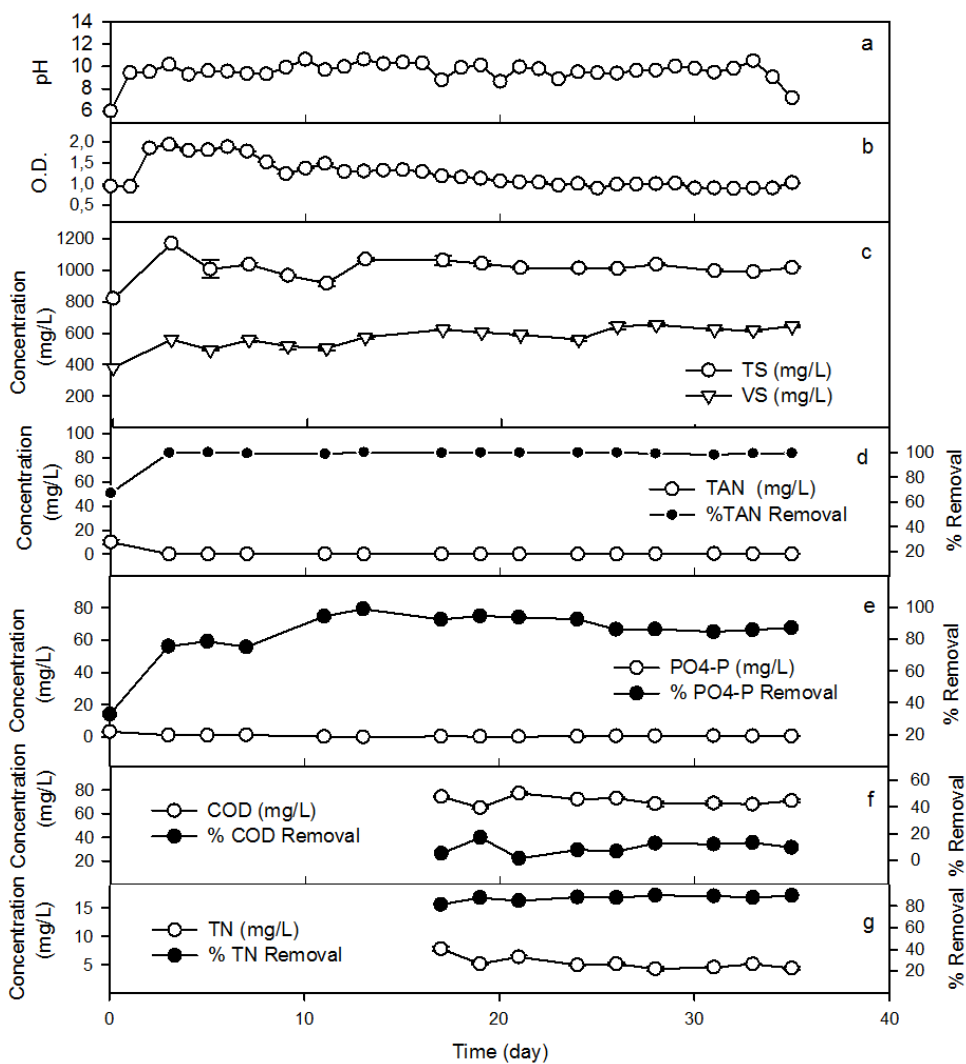 14
12
10
8
6
pH
a
2,0
1,5
1,0
0,5
O.D.
b
1200
1000
800
600
400
200
Concentration
(mg/L)
c
TS (mg/L)
VS (mg/L)
100
80
60
40
20
0
Concentration
(mg/L)
d
TAN (mg/L)
%TAN Removal
100
80
60
40
20
% Removal
80
60
40
20
0
Concentration
(mg/L)
e
PO4-P (mg/L)
% PO4-P Removal
100
80
60
40
20
% Removal
80
60
40
20
Concentration
(mg/L)
f
COD (mg/L)
% COD Removal
60
40
20
0
% Removal
15
10
5
Concentration
(mg/L)
g
TN (mg/L)
% TN Removal
80
60
40
20
% Removal
0
10
20
30
40
Time (day)